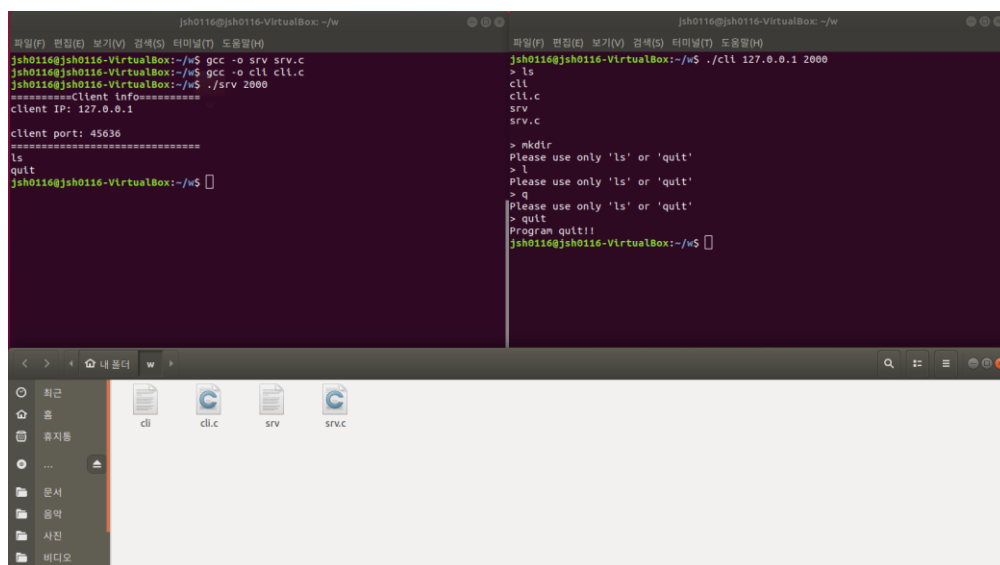 jsh0116@jsh0116-VirtualBox: ~/w
파일(F) 편집(E) 보기(V) 검색(S) 터미널(T) 도움말(H)
jsh0116@jsh0116-VirtualBox:~/w$ gcc -o srv srv.c
jsh0116@jsh0116-VirtualBox:~/w$ gcc -o cli cli.c
jsh0116@jsh0116-VirtualBox:~/w$ ./srv 2000
==========Client info==========
client IP: 127.0.0.1
client port: 45636
===============================
ls
quit
jsh0116@jsh0116-VirtualBox:~/w$
jsh0116@jsh0116-VirtualBox: ~/w
파일(F) 편집(E) 보기(V) 검색(S) 터미널(T) 도움말(H)
jsh0116@jsh0116-VirtualBox:~/w$ ./cli 127.0.0.1 2000
> ls
cli
cli.c
srv
srv.c
> mkdir
Please use only 'ls' or 'quit'
> l
Please use only 'ls' or 'quit'
> q
Please use only 'ls' or 'quit'
> quit
Program quit!!
jsh0116@jsh0116-VirtualBox:~/w$
내 폴더 w
최근
홈
휴지통
...
문서
음악
사진
비디오
cli cli.c srv srv.c